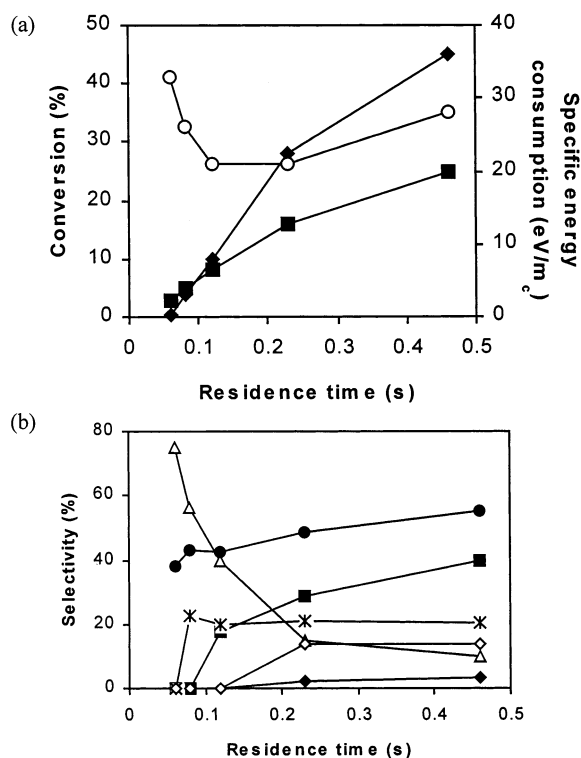 (a)
50
40
30
20
10
0
Conversion (%)
40
30
20
10
0
Specific energy
consumption (eV/mc)
0 0.1 0.2 0.3 0.4 0.5
Residence time (s)
(b)
80
60
40
20
0
Selectivity (%)
0 0.1 0.2 0.3 0.4 0.5
Residence time (s)